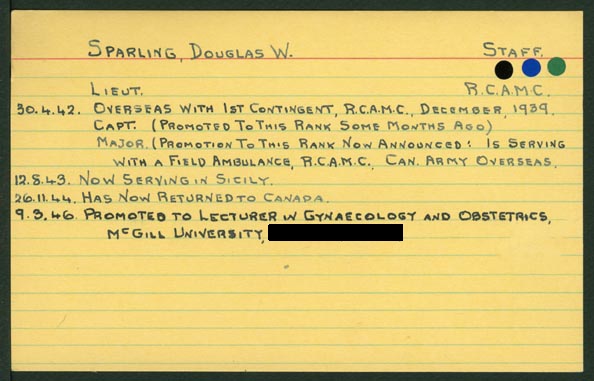 SPARLING, DOUGLAS W. STAFF.
LIEUT. R.C.A.M.C.
30.4.42. OVERSEAS WITH 1ST CONTINGENT, R.C.A.M.C., DECEMBER, 1939.
CAPT. (PROMOTED TO THIS RANK SOME MONTHS AGO)
MAJOR. (PROMOTION TO THIS RANK NOW ANNOUNCED: IS SERVING
WITH A FIELD AMBULANCE, R.C.A.M.C. CAN. ARMY OVERSEAS.
12.8.43. NOW SERVING IN SICILY.
26.11.44. HAS NOW RETURNED TO CANADA.
9.3.46. PROMOTED TO LECTURER IN GYNAECOLOGY AND OBSTETRICS,
MCGILL UNIVERSITY,